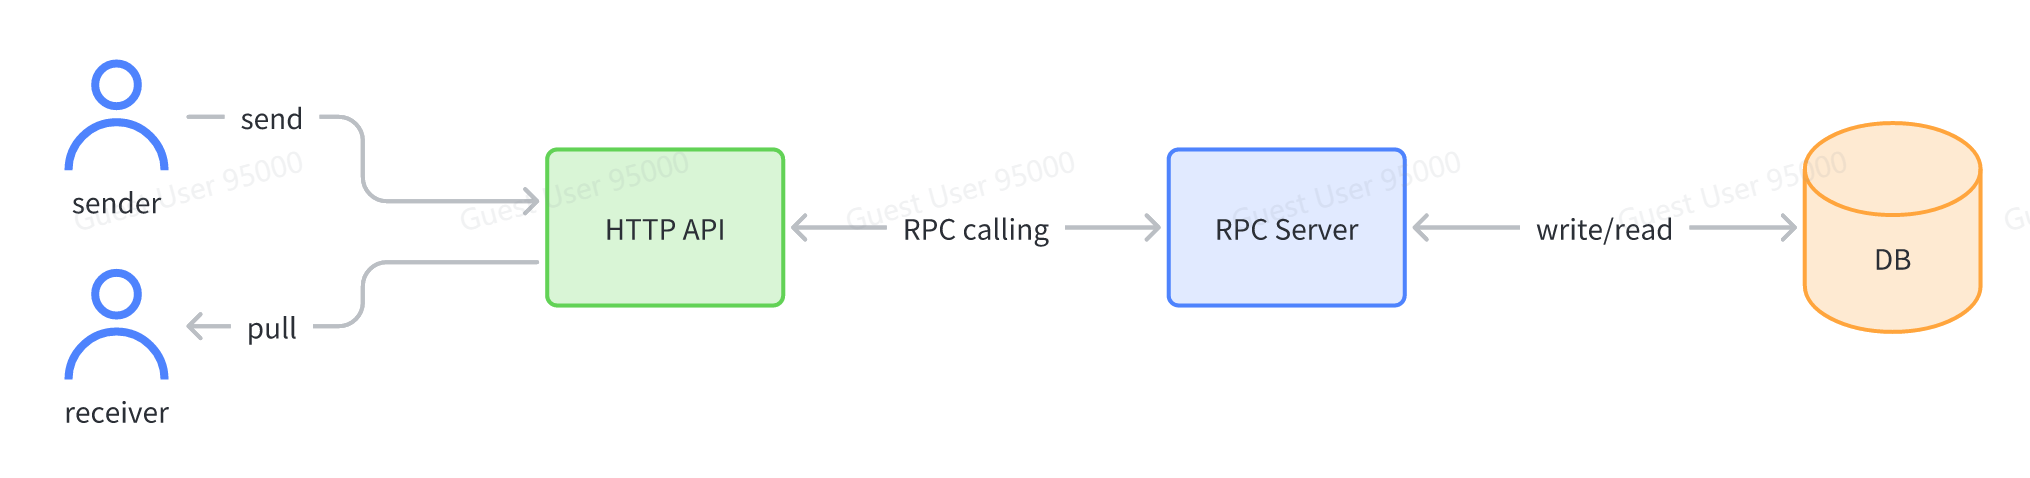 send
sender
HTTP API
RPC calling
RPC Server
write/read
DB
pull
receiver
Guest User 95000
Guest User 95000
Guest User 95000
Guest User 95000
Guest User 95000